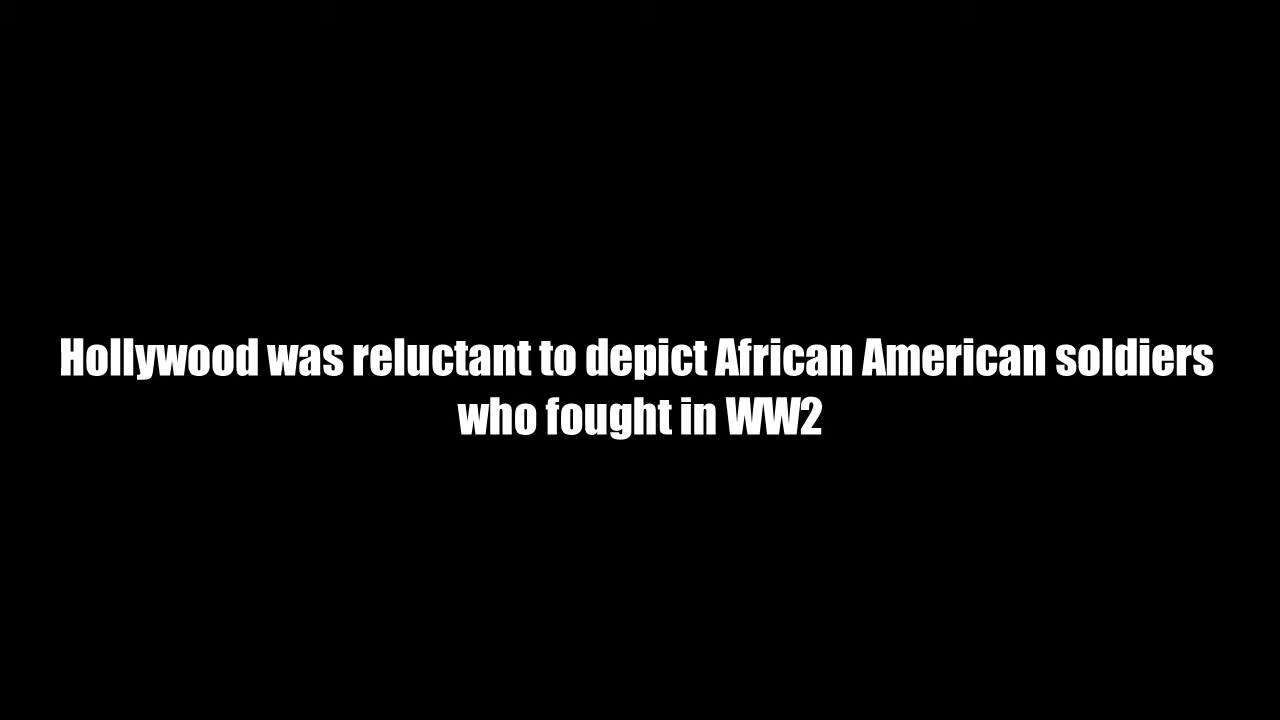 Hollywood was reluctant to depict African American soldiers
who fought in WW2